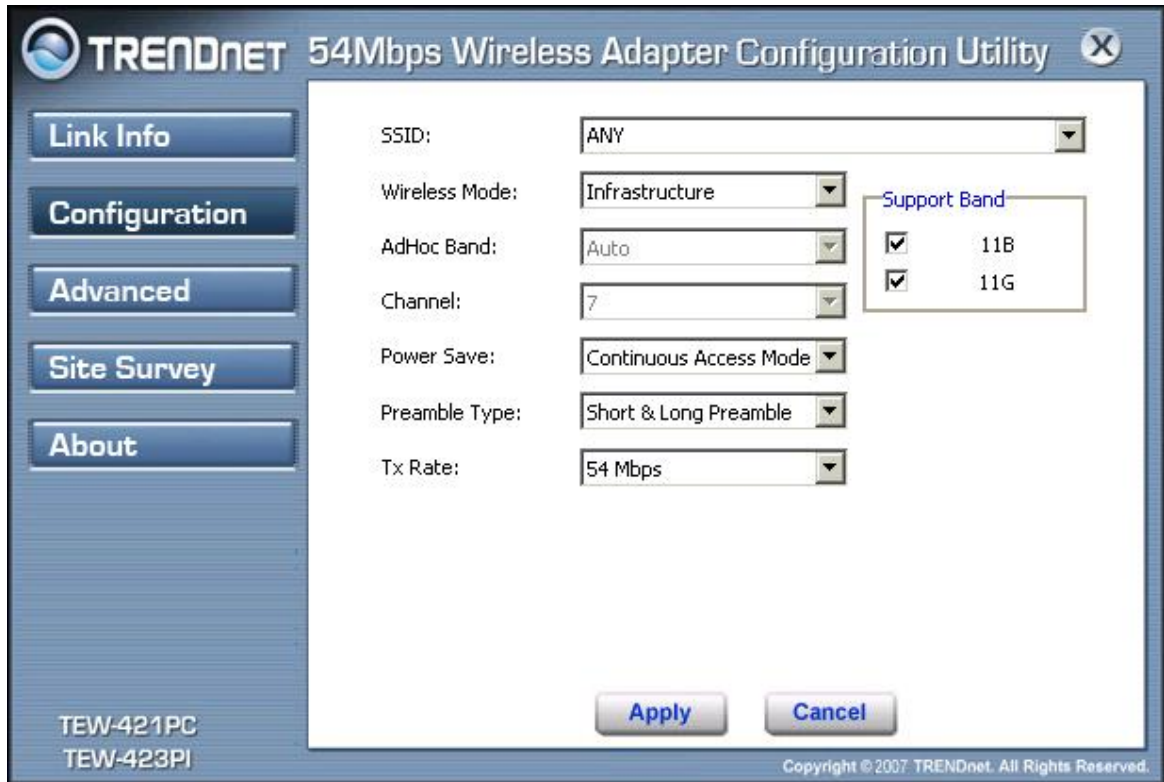 TRENDnet 54Mbps Wireless Adapter Configuration Utility X
Link Info
Configuration
Advanced
Site Survey
About
SSID: ANY
Wireless Mode: Infrastructure
AdHoc Band: Auto
Channel: 7
Power Save: Continuous Access Mode
Preamble Type: Short & Long Preamble
Tx Rate: 54 Mbps
Support Band
11B
11G
Apply Cancel
TEW-421PC
TEW-423PI
Copyright © 2007 TRENDnet. All Rights Reserved.